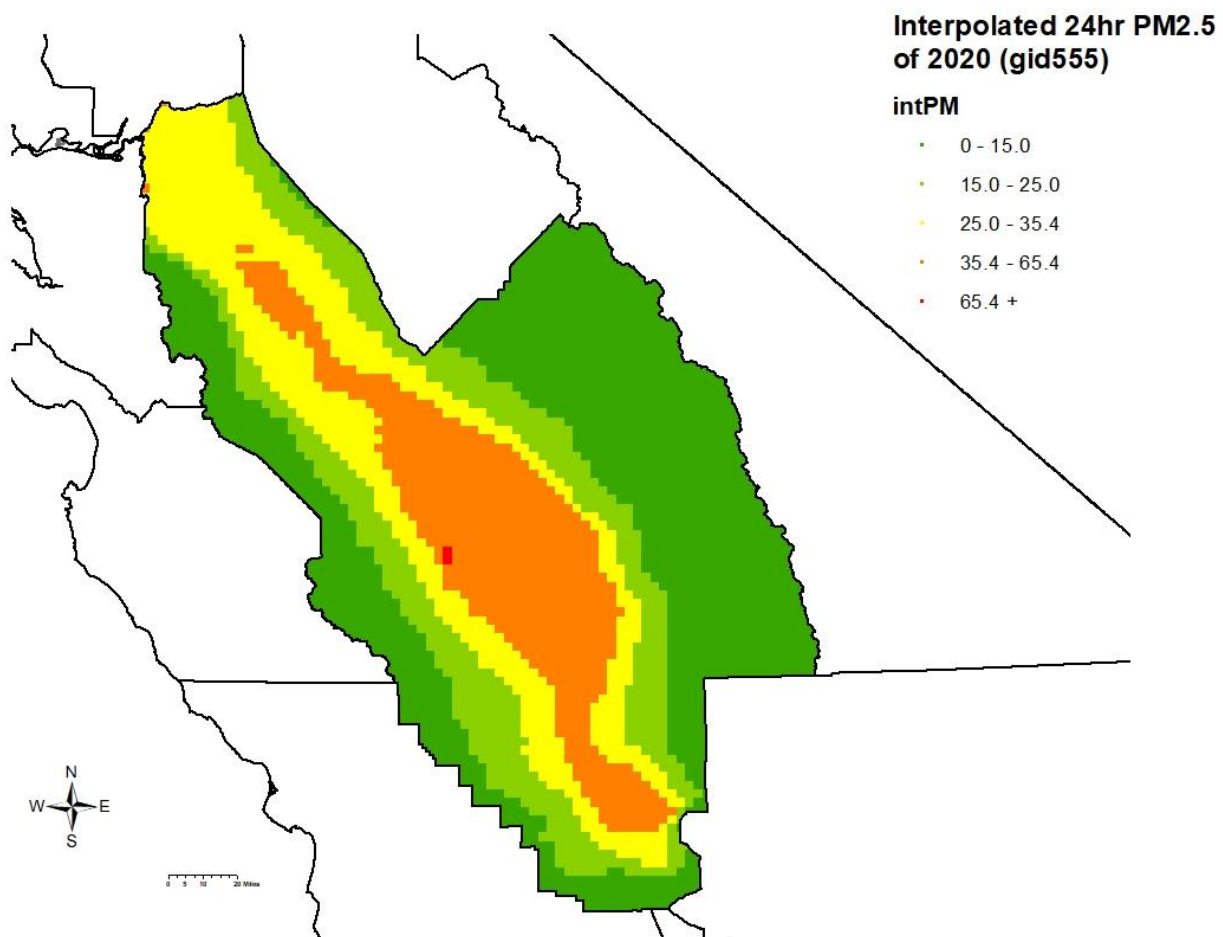 Interpolated 24hr PM2.5
of 2020 (gid555)
intPM
0 - 15.0
15.0 - 25.0
25.0 - 35.4
35.4 - 65.4
65.4 +
N
W E
S
0 5 10 20 Miles